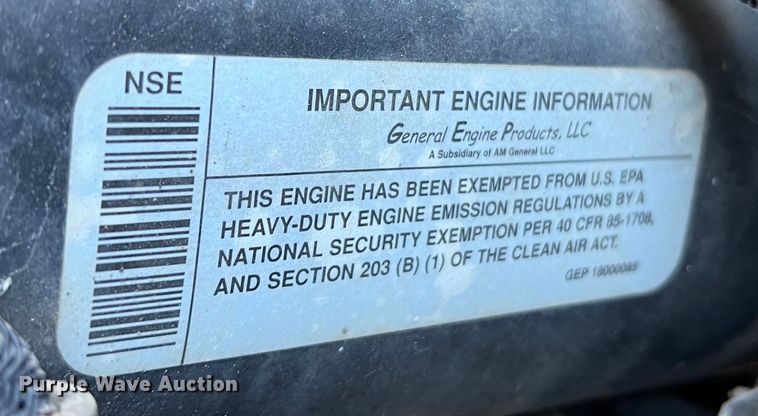 NSE
IMPORTANT ENGINE INFORMATION
General Engine Products, LLC
A Subsidiary of AM General LLC
THIS ENGINE HAS BEEN EXEMPTED FROM U.S. EPA
HEAVY-DUTY ENGINE EMISSION REGULATIONS BY A
NATIONAL SECURITY EXEMPTION PER 40 CFR 85-1708,
AND SECTION 203 (B) (1) OF THE CLEAN AIR ACT.
GEP 18000085
Purple Wave Auction